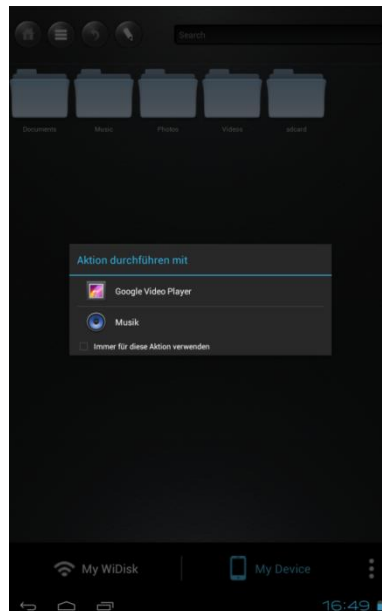 Search
Documents Music Photos Videos sdcard
Aktion durchführen mit
Google Video Player
Musik
Immer für diese Aktion verwenden
My WiDisk My Device
16:49